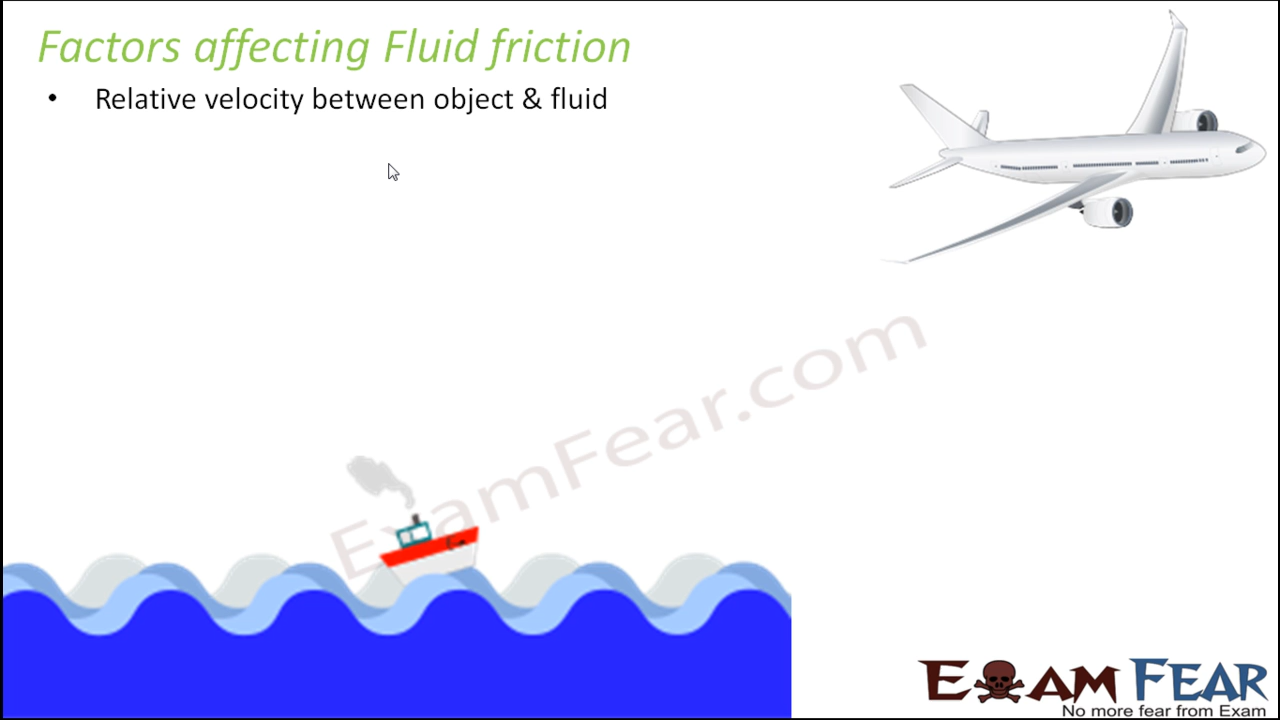 Factors affecting Fluid friction
• Relative velocity between object & fluid
ExamFear.com
EXAM FEAR
No more fear from Exam